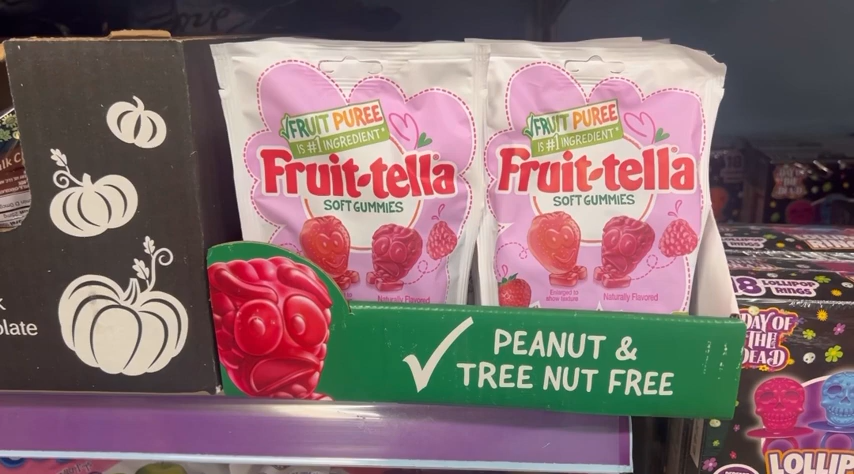 olate
√FRUIT PUREE
IS #1 INGREDIENT*
Fruit-tella
SOFT GUMMIES
Naturally Flavored
√FRUIT PUREE
IS #1 INGREDIENT*
Fruit-tella
SOFT GUMMIES
Enlarged to
show texture
Naturally Flavored
✓ PEANUT &
TREE NUT FREE
8 LOLLIPOP
RINGS
DAY OF
THE
DEAD